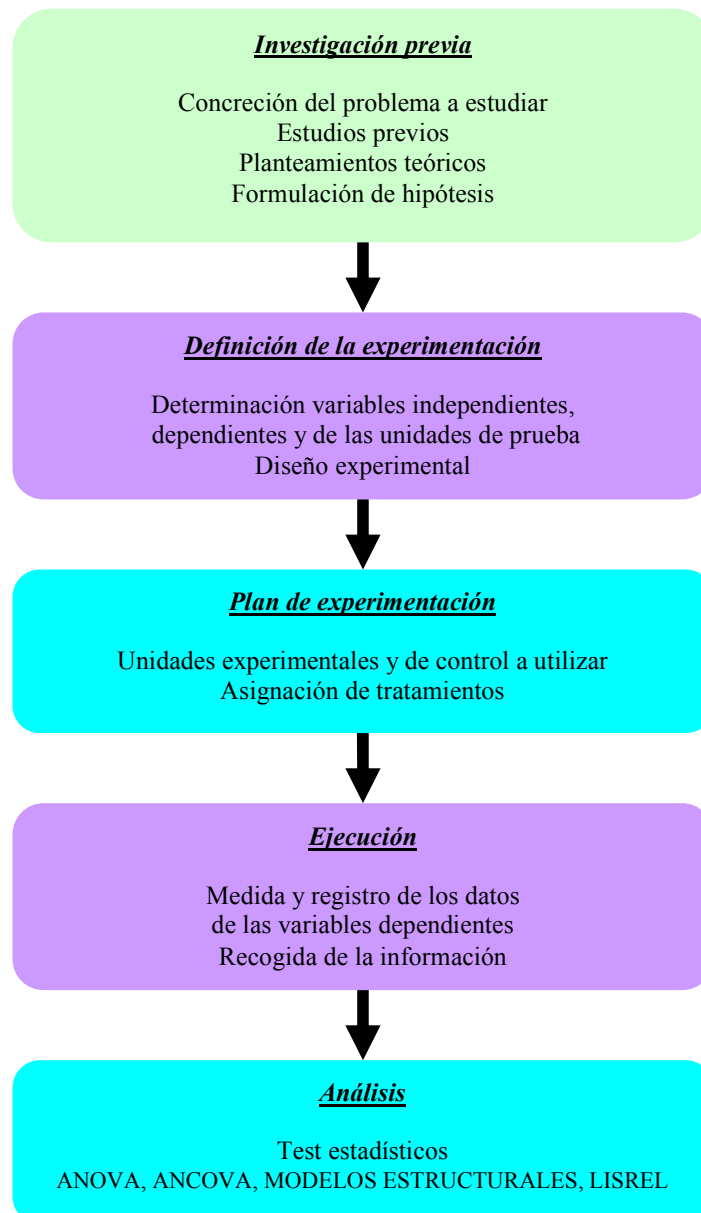 Investigación previa
Concreción del problema a estudiar
Estudios previos
Planteamientos teóricos
Formulación de hipótesis
Definición de la experimentación
Determinación variables independientes,
dependientes y de las unidades de prueba
Diseño experimental
Plan de experimentación
Unidades experimentales y de control a utilizar
Asignación de tratamientos
Ejecución
Medida y registro de los datos
de las variables dependientes
Recogida de la información
Análisis
Test estadísticos
ANOVA, ANCOVA, MODELOS ESTRUCTURALES, LISREL